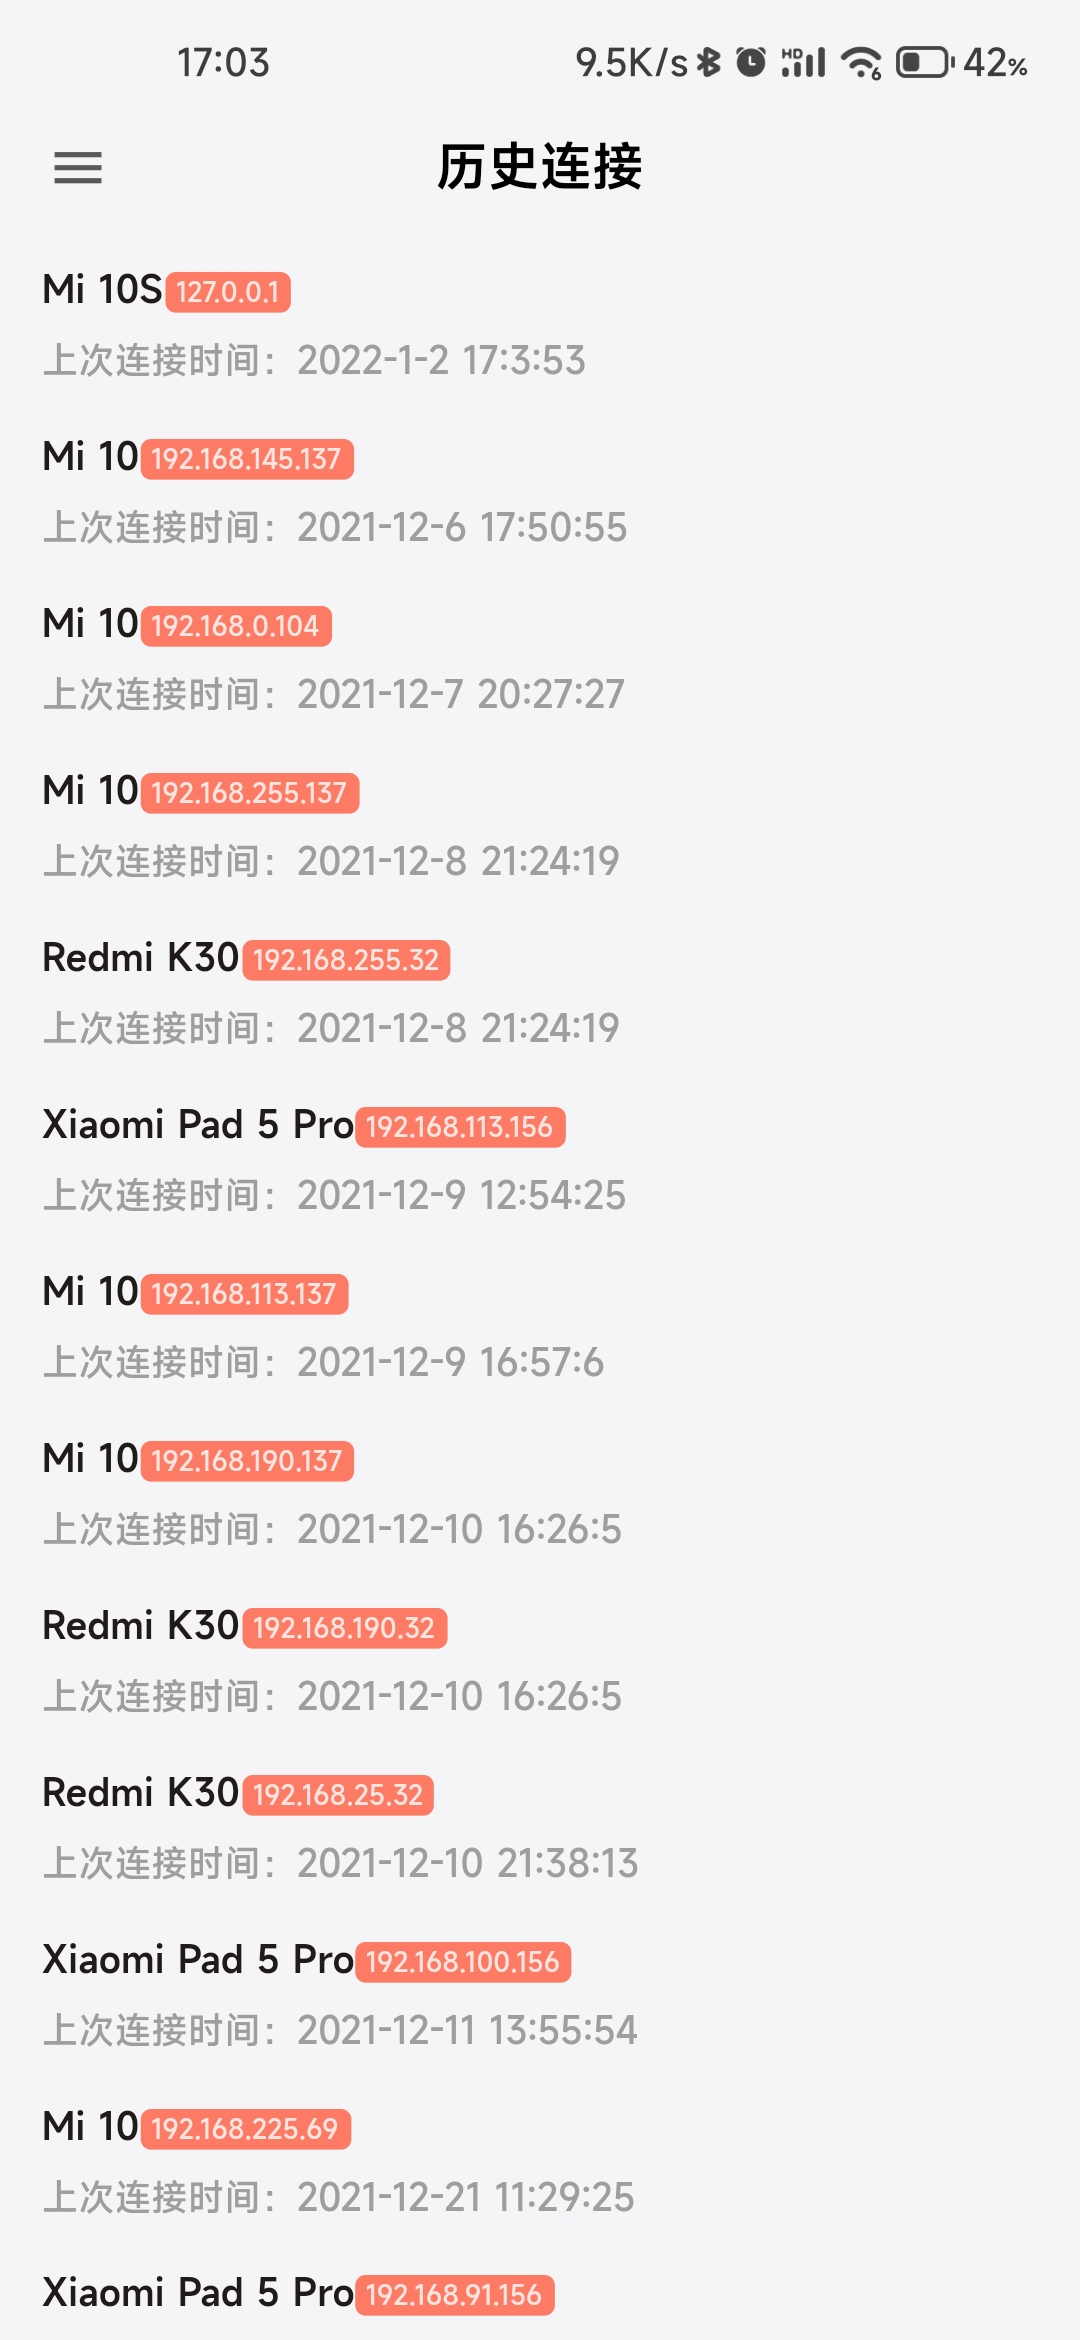 17:03 9.5K/s HD 6 42%
历史连接
Mi 10S 127.0.0.1
上次连接时间：2022-1-2 17:3:53
Mi 10 192.168.145.137
上次连接时间：2021-12-6 17:50:55
Mi 10 192.168.0.104
上次连接时间：2021-12-7 20:27:27
Mi 10 192.168.255.137
上次连接时间：2021-12-8 21:24:19
Redmi K30 192.168.255.32
上次连接时间：2021-12-8 21:24:19
Xiaomi Pad 5 Pro 192.168.113.156
上次连接时间：2021-12-9 12:54:25
Mi 10 192.168.113.137
上次连接时间：2021-12-9 16:57:6
Mi 10 192.168.190.137
上次连接时间：2021-12-10 16:26:5
Redmi K30 192.168.190.32
上次连接时间：2021-12-10 16:26:5
Redmi K30 192.168.25.32
上次连接时间：2021-12-10 21:38:13
Xiaomi Pad 5 Pro 192.168.100.156
上次连接时间：2021-12-11 13:55:54
Mi 10 192.168.225.69
上次连接时间：2021-12-21 11:29:25
Xiaomi Pad 5 Pro 192.168.91.156